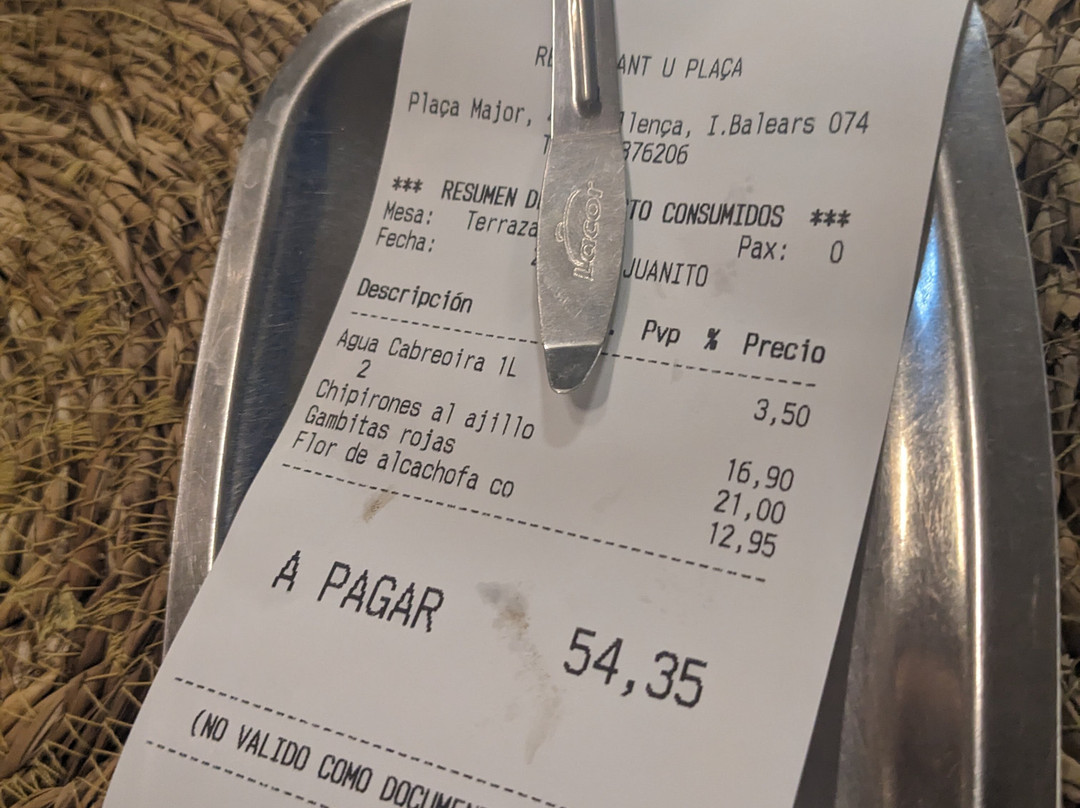 ANT U PLAÇA
Plaça Major, llença, I.Balears 074
876206
*** RESUMEN TO CONSUMIDOS ***
Mesa: Terraza Pax: 0
Fecha: JUANITO
Descripción Pvp % Precio
Agua Cabreoira 1L
2 3,50
Chipirones al ajillo 16,90
Gambitas rojas 21,00
Flor de alcachofa co 12,95
A PAGAR 54,35
(NO VALIDO COMO DOCUMEN
Lacor